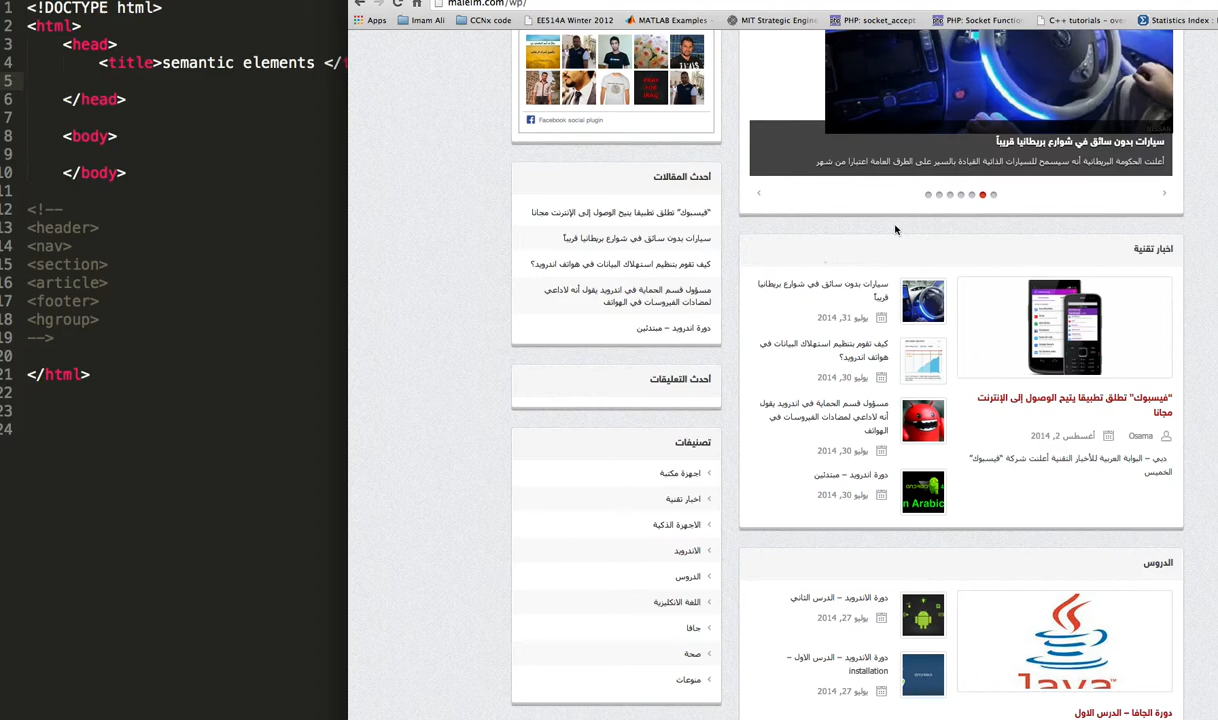 1 <!DOCTYPE html>
2 <html>
3 <head>
4 <title>semantic elements </
5
6 </head>
7
8 <body>
9
10 </body>
11
12 <!--
13 <header>
14 <nav>
15 <section>
16 <article>
17 <footer>
18 <hgroup>
19 -->
20
21 </html>
22
23
24
maleim.com/wp/
Apps
Imam Ali
CCNx code
EES14A Winter 2012
MATLAB Examples
MIT Strategic Engin
PHP: socket_accept
PHP: Socket Functio
C++ tutorials – ove
Statistics Index :
PRAY FOR IRAQ
Facebook social plugin
أحدث المقالات
"فيسبوك" تطلق تطبيقا يتيح الوصول إلى الإنترنت مجانا
سيارات بدون سائق في شوارع بريطانيا قريباً
كيف تقوم بتنظيم استهلاك البيانات في هواتف اندرويد؟
مسؤول قسم الحماية في اندرويد يقول أنه لاداعي
لمضادات الفيروسات في الهواتف
دورة اندرويد – مبتدئين
أحدث التعليقات
تصنيفات
اجهزة مكتبة
اخبار تقنية
الاجهزة الذكية
الاندرويد
الدروس
اللغة الانكليزية
جافا
صحة
منوعات
سيارات بدون سائق في شوارع بريطانيا قريباً
أعلنت الحكومة البريطانية أنه سيسمح للسيارات الذاتية القيادة بالسير على الطرق العامة اعتبارا من شهر
اخبار تقنية
"فيسبوك" تطلق تطبيقا يتيح الوصول إلى الإنترنت
مجانا
Osama
أغسطس 2, 2014
دبي – البوابة العربية للأخبار التقنية أعلنت شركة "فيسبوك"
الخميس
سيارات بدون سائق في شوارع بريطانيا
قريباً
يوليو 31, 2014
كيف تقوم بتنظيم استهلاك البيانات في
هواتف اندرويد؟
يوليو 30, 2014
مسؤول قسم الحماية في اندرويد يقول
أنه لاداعي لمضادات الفيروسات في
الهواتف
يوليو 30, 2014
دورة اندرويد – مبتدئين
يوليو 30, 2014
n Arabic
الدروس
Java™
دورة الجافا – الدرس الاول
دورة الاندرويد – الدرس الثاني
يوليو 27, 2014
دورة الاندرويد – الدرس الاول –
installation
يوليو 27, 2014